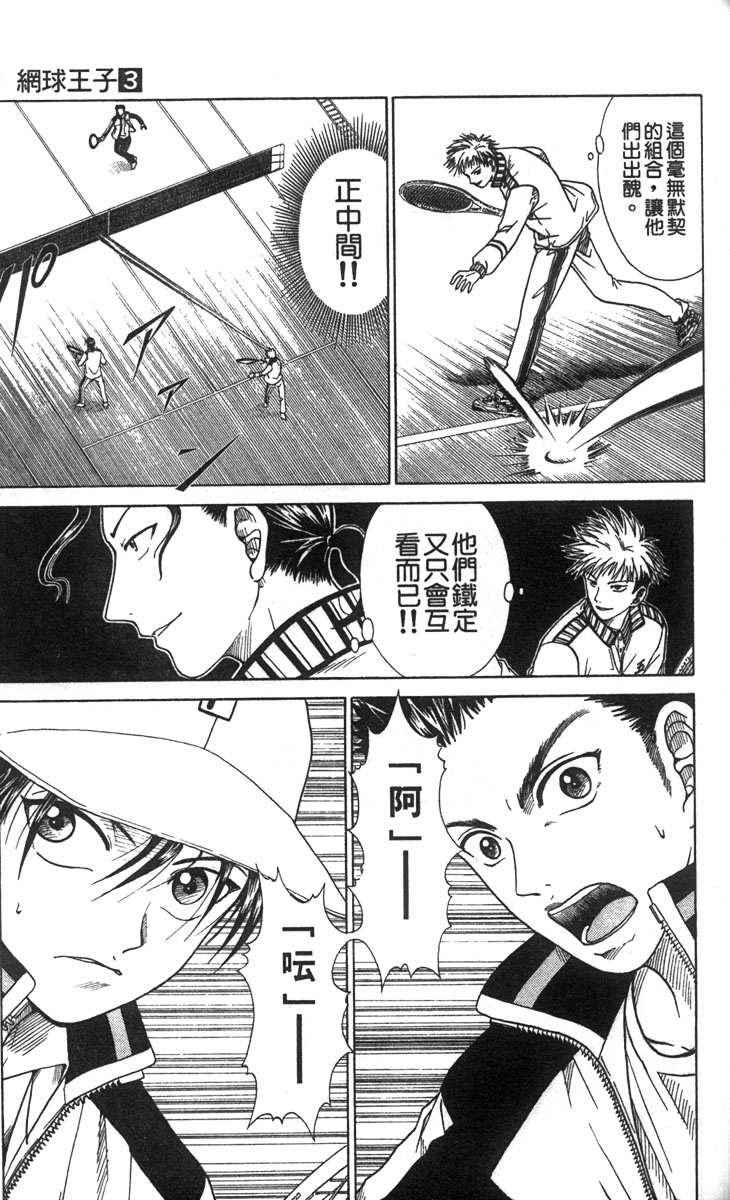 網球王子3
這個毫無默契
的組合，讓他
們出出醜。
正中間!!
他們鐵定
又只會互
看而已!!
「阿」—
「呍」—